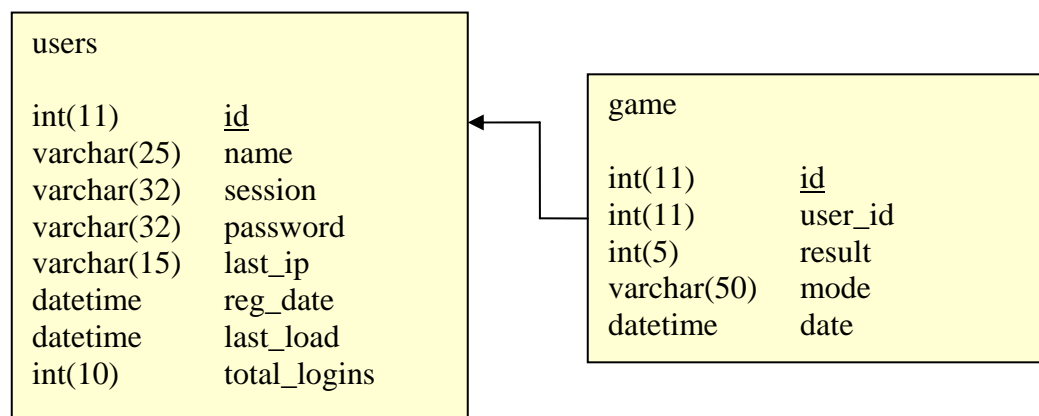 users
int(11) id
varchar(25) name
varchar(32) session
varchar(32) password
varchar(15) last_ip
datetime reg_date
datetime last_load
int(10) total_logins
game
int(11) id
int(11) user_id
int(5) result
varchar(50) mode
datetime date